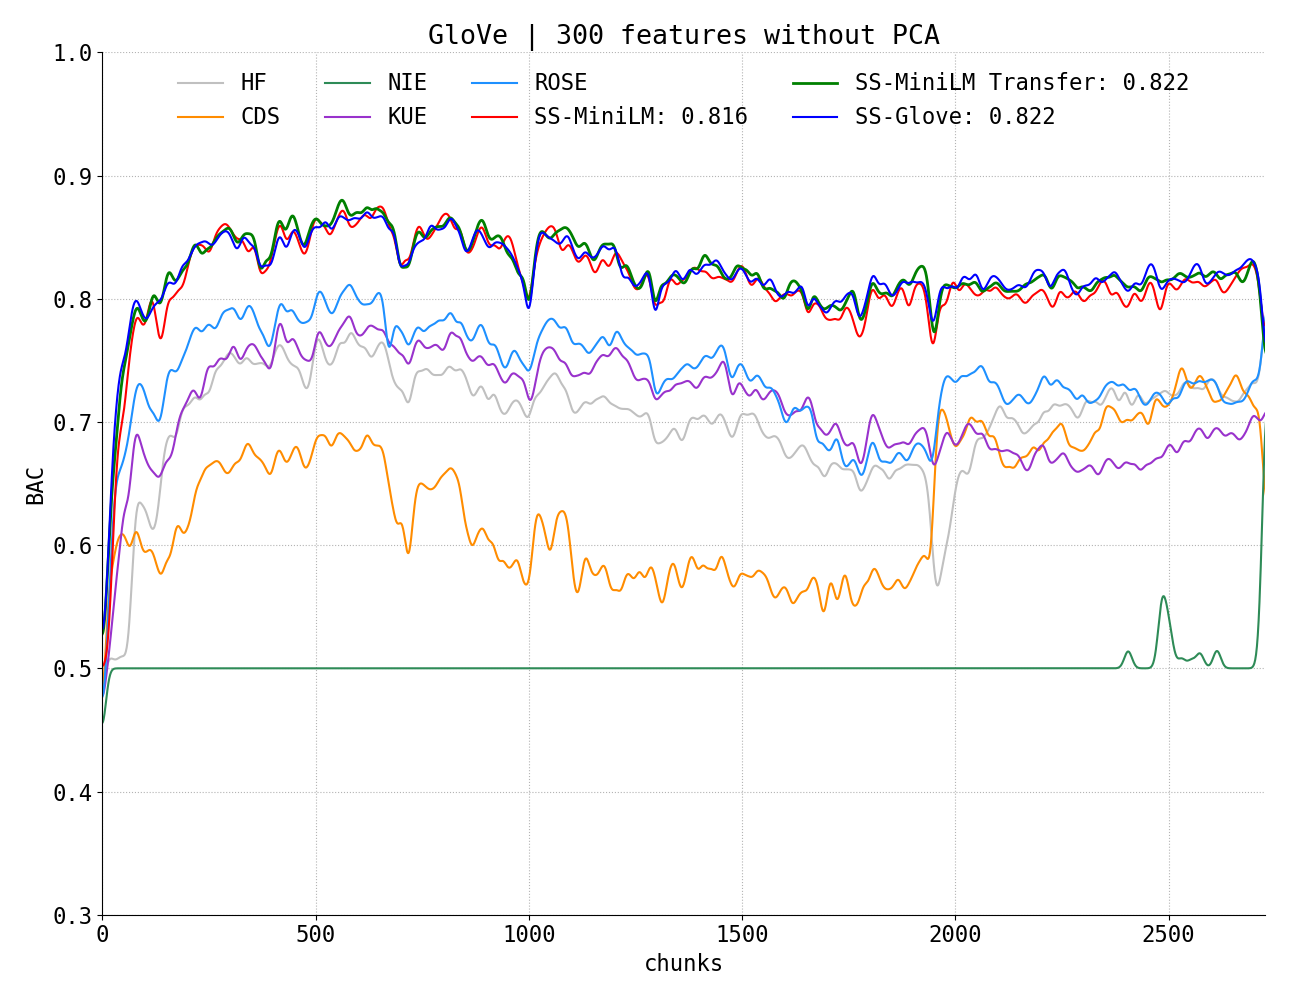 GloVe | 300 features without PCA
1.0
0.9
0.8
0.7
0.6
0.5
0.4
0.3
BAC
HF NIE ROSE SS-MiniLM Transfer: 0.822
CDS KUE SS-MiniLM: 0.816 SS-Glove: 0.822
0 500 1000 1500 2000 2500
chunks